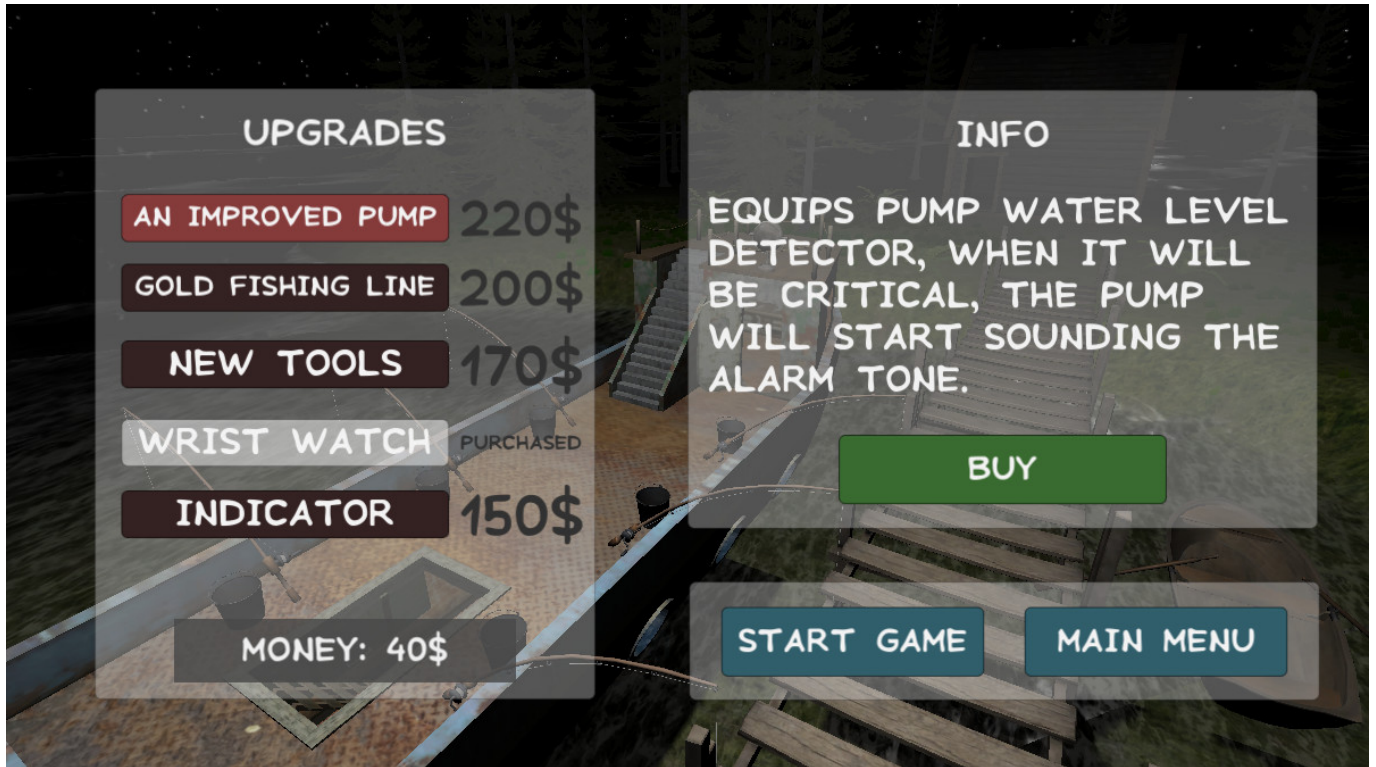 UPGRADES
AN IMPROVED PUMP 220$
GOLD FISHING LINE 200$
NEW TOOLS 170$
WRIST WATCH PURCHASED
INDICATOR 150$
MONEY: 40$
INFO
EQUIPS PUMP WATER LEVEL
DETECTOR, WHEN IT WILL
BE CRITICAL, THE PUMP
WILL START SOUNDING THE
ALARM TONE.
BUY
START GAME
MAIN MENU